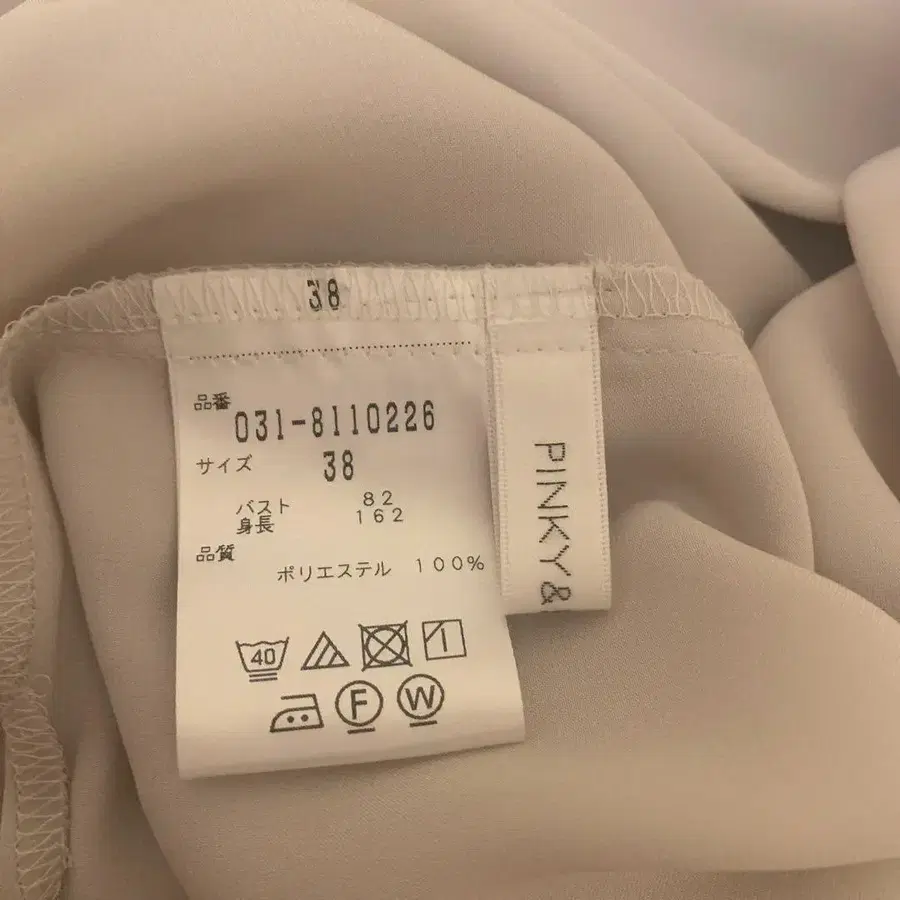 38
品番
031-8110226
サイズ 38
バスト 82
身長 162
品質
ポリエステル 100%
40
F W
PINKY&